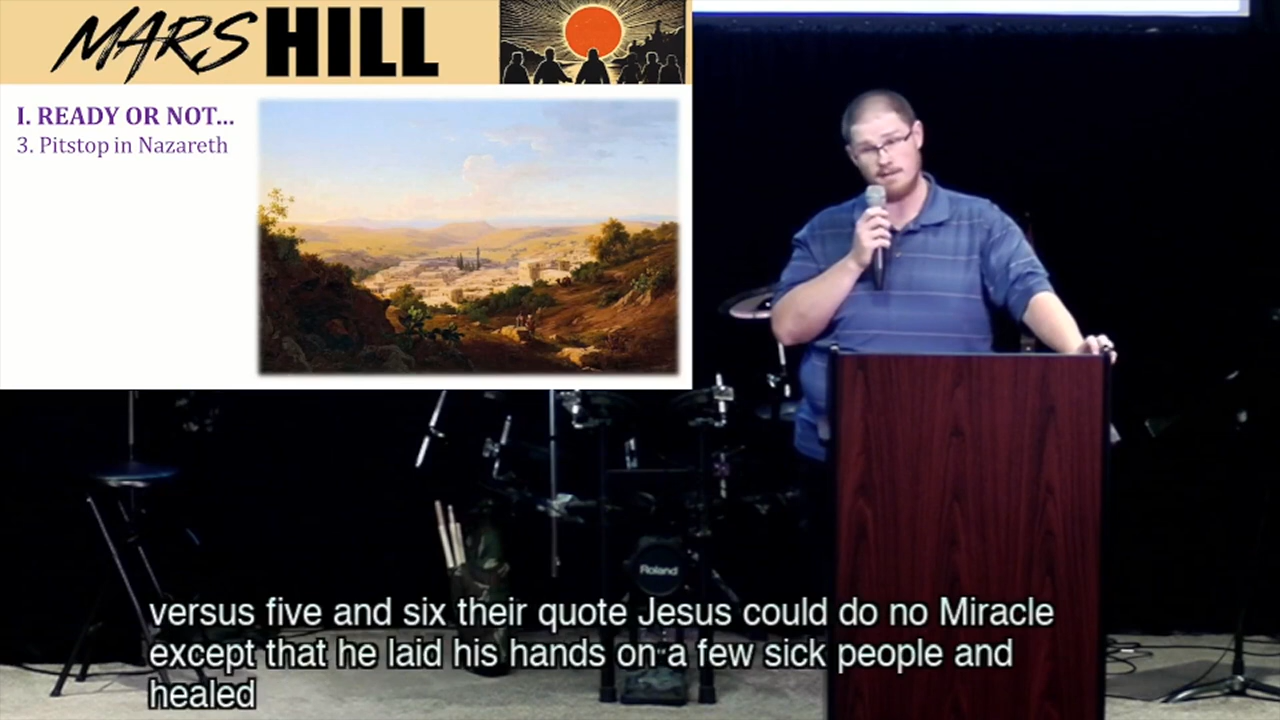 MARS HILL
I. READY OR NOT...
3. Pitstop in Nazareth
Roland
versus five and six their quote Jesus could do no Miracle
except that he laid his hands on a few sick people and
healed